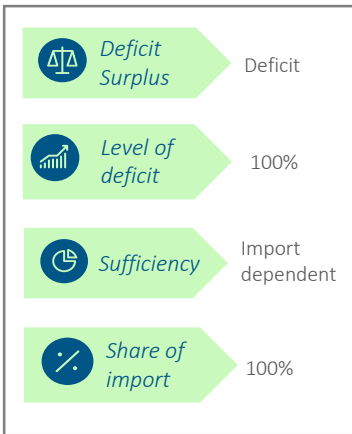 Deficit
Surplus
Deficit
Level of
deficit
100%
Sufficiency
Import
dependent
Share of
import
100%